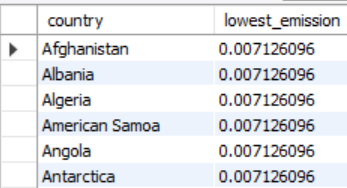 country lowest_emission
Afghanistan 0.007126096
Albania 0.007126096
Algeria 0.007126096
American Samoa 0.007126096
Angola 0.007126096
Antarctica 0.007126096